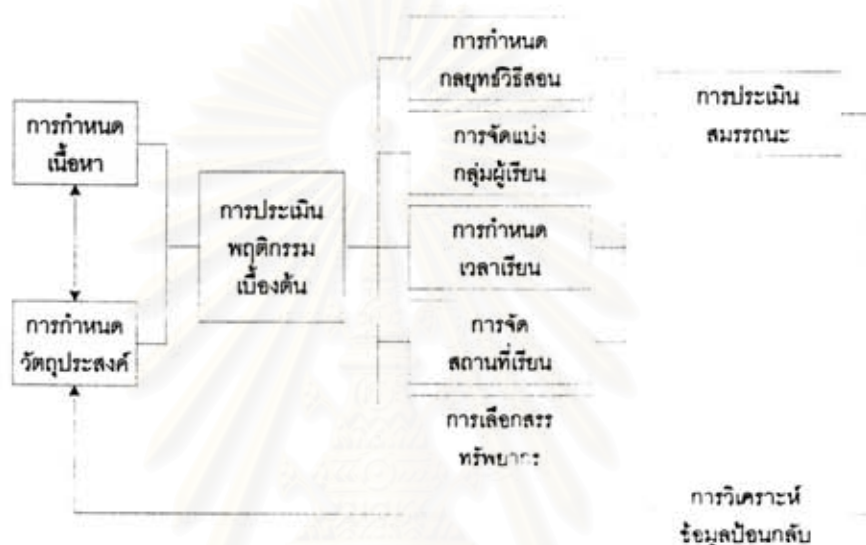 การกำหนด
เนื้อหา
การกำหนด
วัตถุประสงค์
การประเมิน
พฤติกรรม
เบื้องต้น
การกำหนด
กลยุทธ์วิธีสอน
การจัดแบ่ง
กลุ่มผู้เรียน
การกำหนด
เวลาเรียน
การจัด
สถานที่เรียน
การเลือกสรร
ทรัพยากร
การประเมิน
สมรรถนะ
การวิเคราะห์
ข้อมูลป้อนกลับ